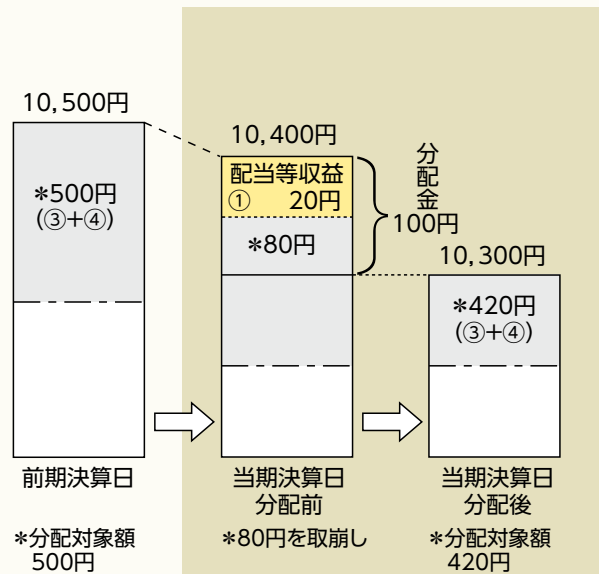 10,500円
*500円
(③+④)
前期決算日
*分配対象額
500円
10,400円
配当等収益
① 20円
*80円
分配金
100円
当期決算日
分配前
*80円を取崩し
10,300円
*420円
(③+④)
当期決算日
分配後
*分配対象額
420円